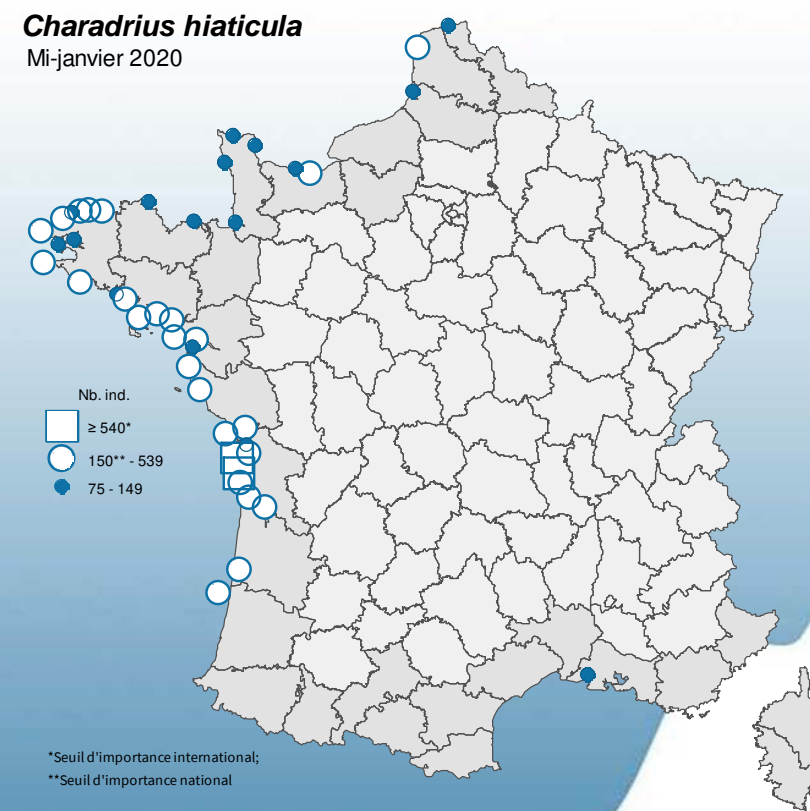 Charadrius hiaticula
Mi-janvier 2020
Nb. ind.
≥ 540*
150** - 539
75 - 149
*Seuil d'importance international;
**Seuil d'importance national